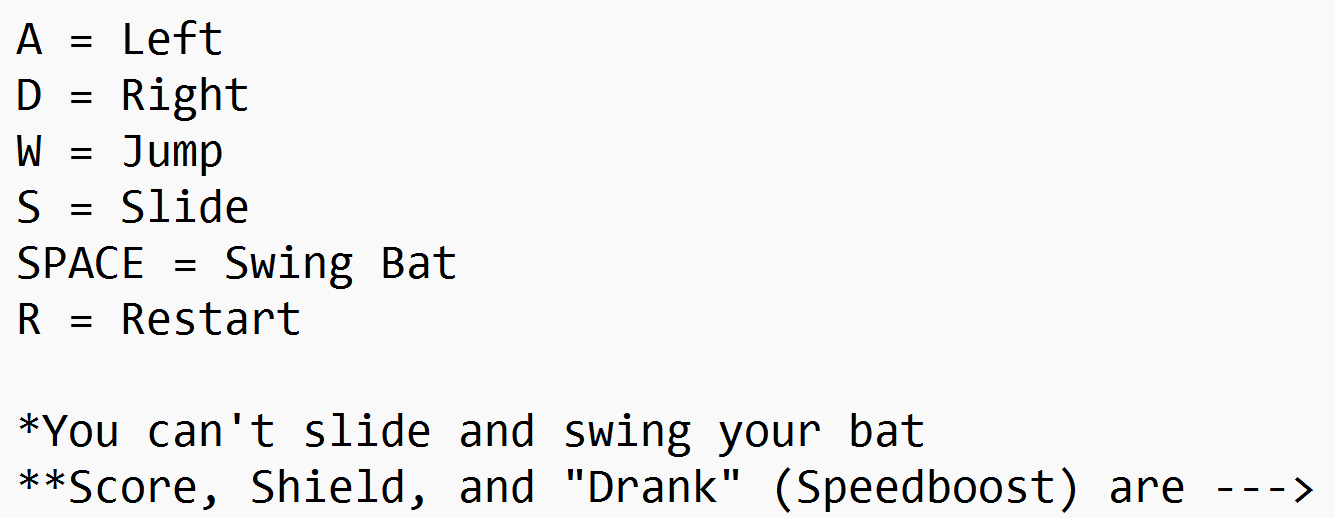 A = Left
D = Right
W = Jump
S = Slide
SPACE = Swing Bat
R = Restart
*You can't slide and swing your bat
**Score, Shield, and "Drank" (Speedboost) are --->